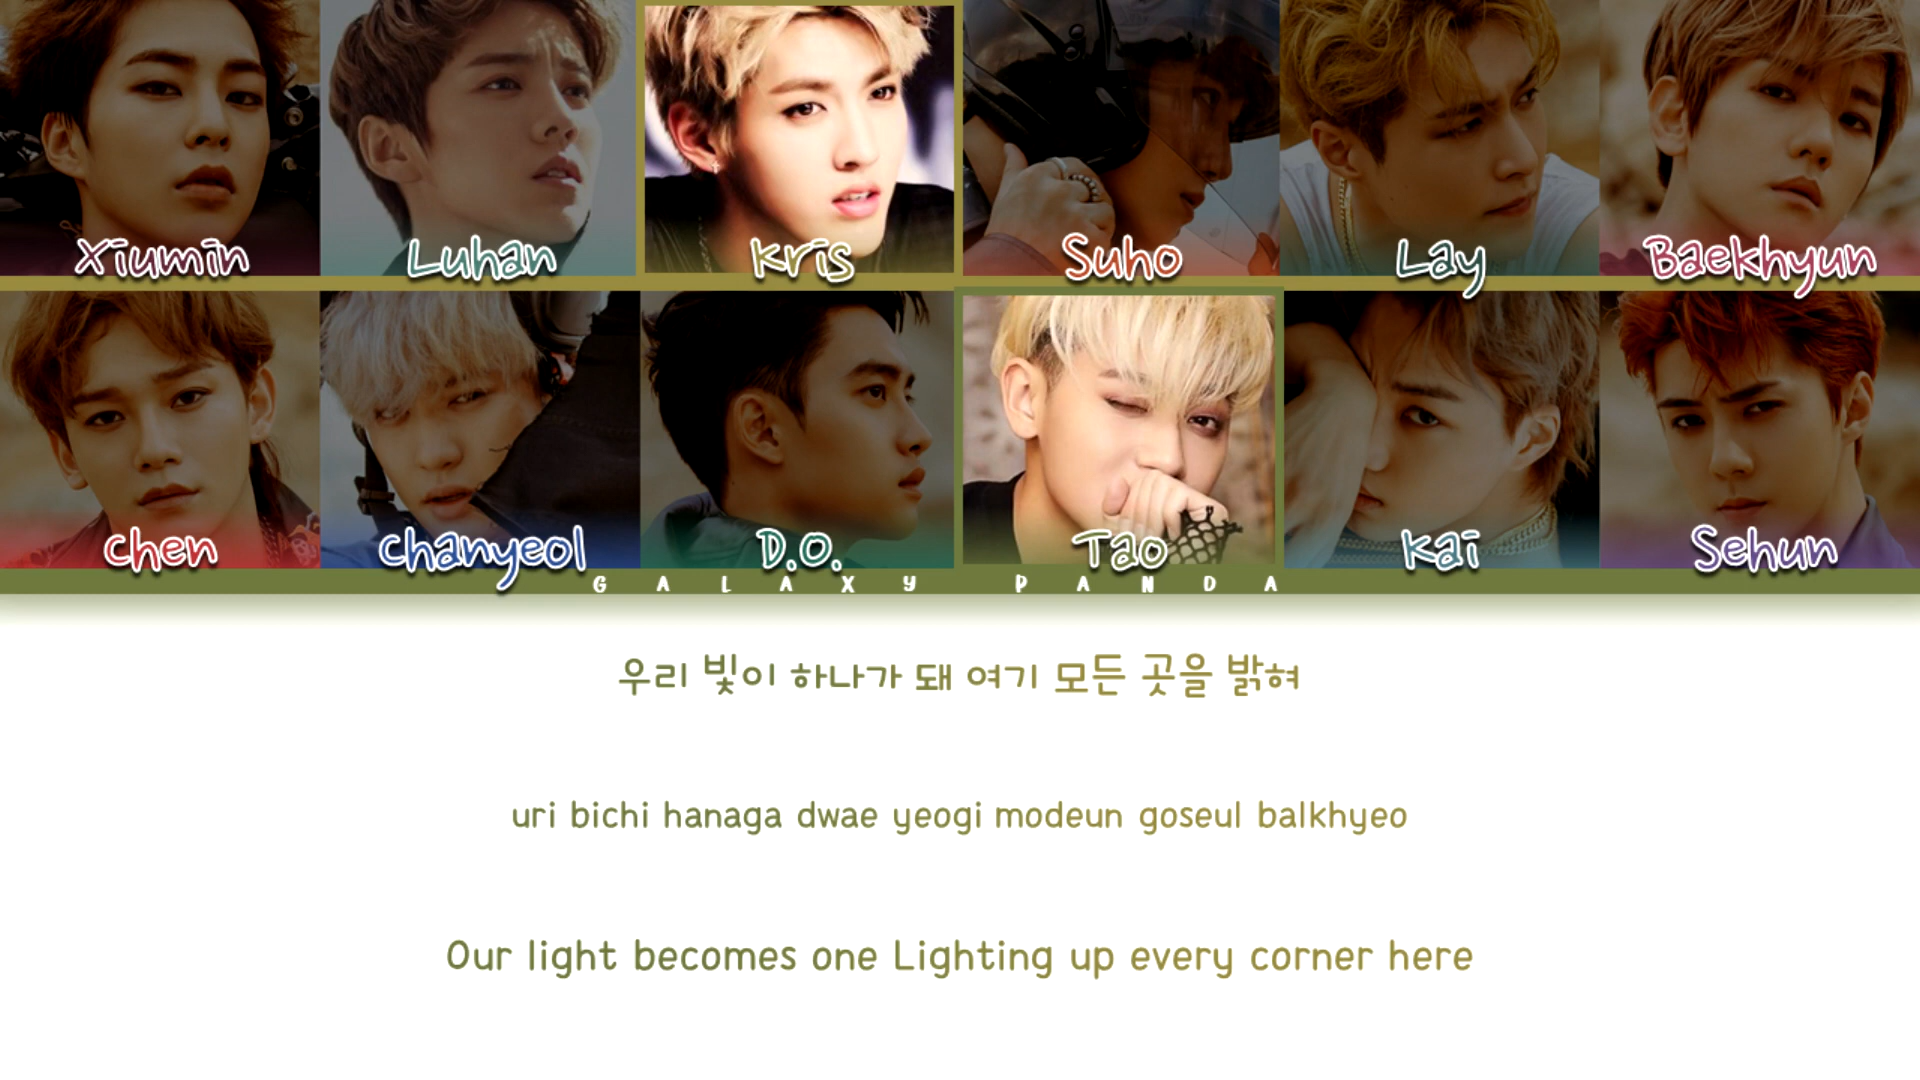 Xiumin Luhan Kris Suho Lay Baekhyun
Chen Chanyeol D.O. Tao Kai Sehun
GALAXY PANDA
우리 빛이 하나가 돼 여기 모든 곳을 밝혀
uri bichi hanaga dwae yeogi modeun goseul balkhyeo
Our light becomes one Lighting up every corner here